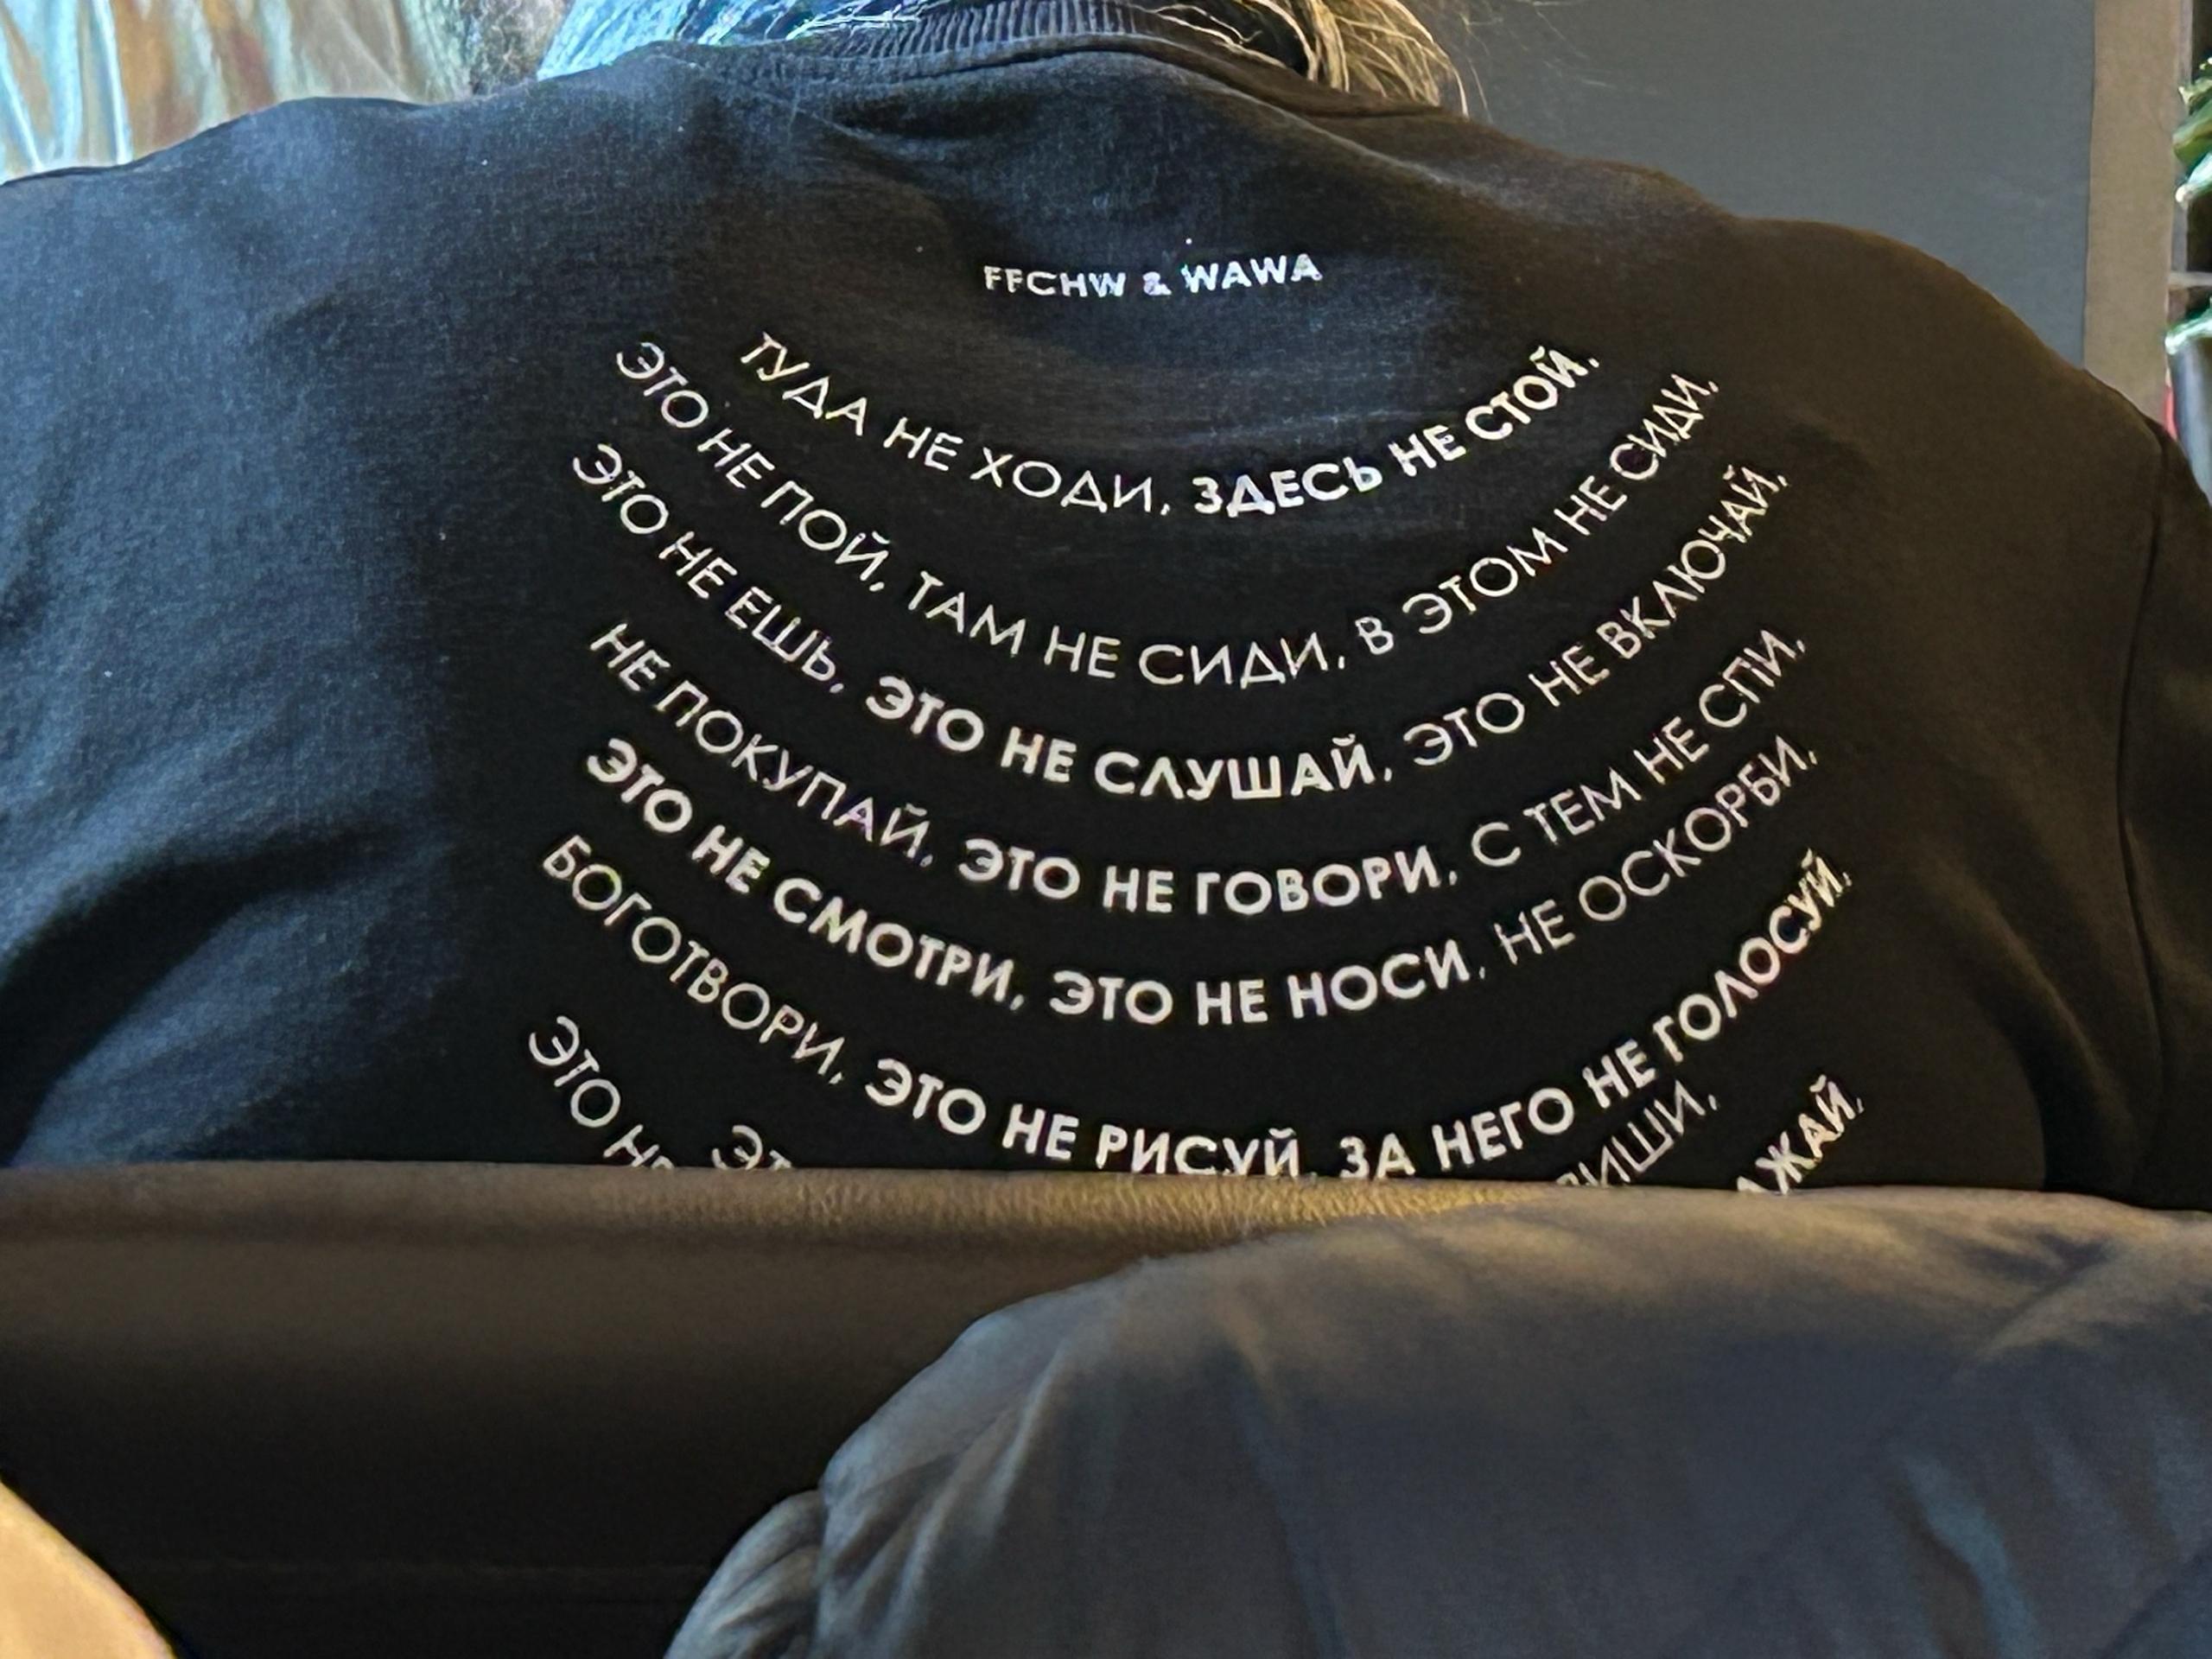 FFCHW & WAWA
ТУДА НЕ ХОДИ, ЗДЕСЬ НЕ СТОЙ,
ЭТО НЕ ПОЙ, ТАМ НЕ СИДИ, В ЭТОМ НЕ СИДИ,
ЭТО НЕ ЕШЬ, ЭТО НЕ СЛУШАЙ, ЭТО НЕ ВКЛЮЧАЙ,
НЕ ПОКУПАЙ, ЭТО НЕ ГОВОРИ, С ТЕМ НЕ СПИ,
ЭТО НЕ СМОТРИ, ЭТО НЕ НОСИ, НЕ ОСКОРБИ,
БОГОТВОРИ, ЭТО НЕ РИСУЙ, ЗА НЕГО НЕ ГОЛОСУЙ,
ЭТО НЕ